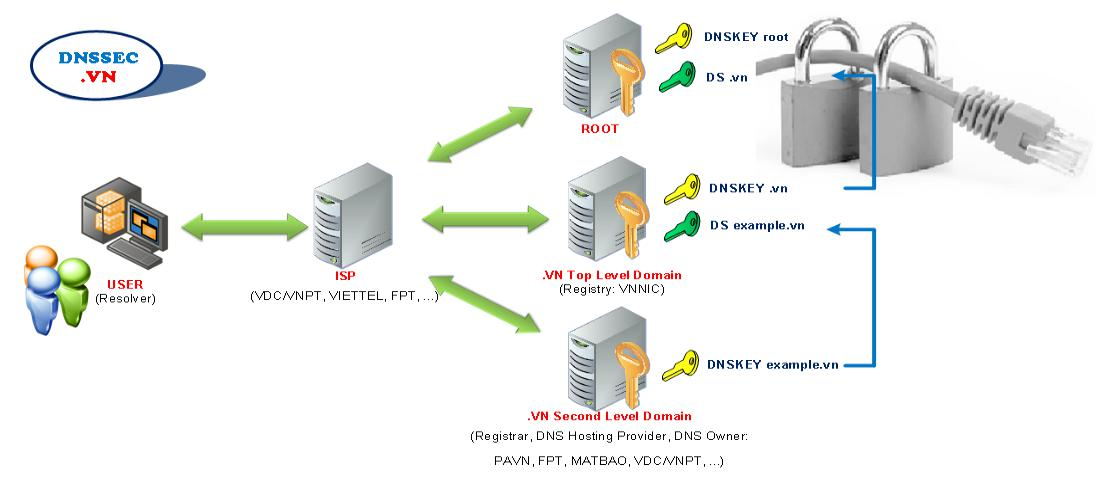 DNSSEC
.VN
DNSKEY root
DS .vn
ROOT
DNSKEY .vn
DS example.vn
.VN Top Level Domain
(Registry: VNNIC)
USER
(Resolver)
ISP
(VDC/VNPT, VIETTEL, FPT, ...)
DNSKEY example.vn
.VN Second Level Domain
(Registrar, DNS Hosting Provider, DNS Owner:
PAVN, FPT, MATBAO, VDC/VNPT, ...)